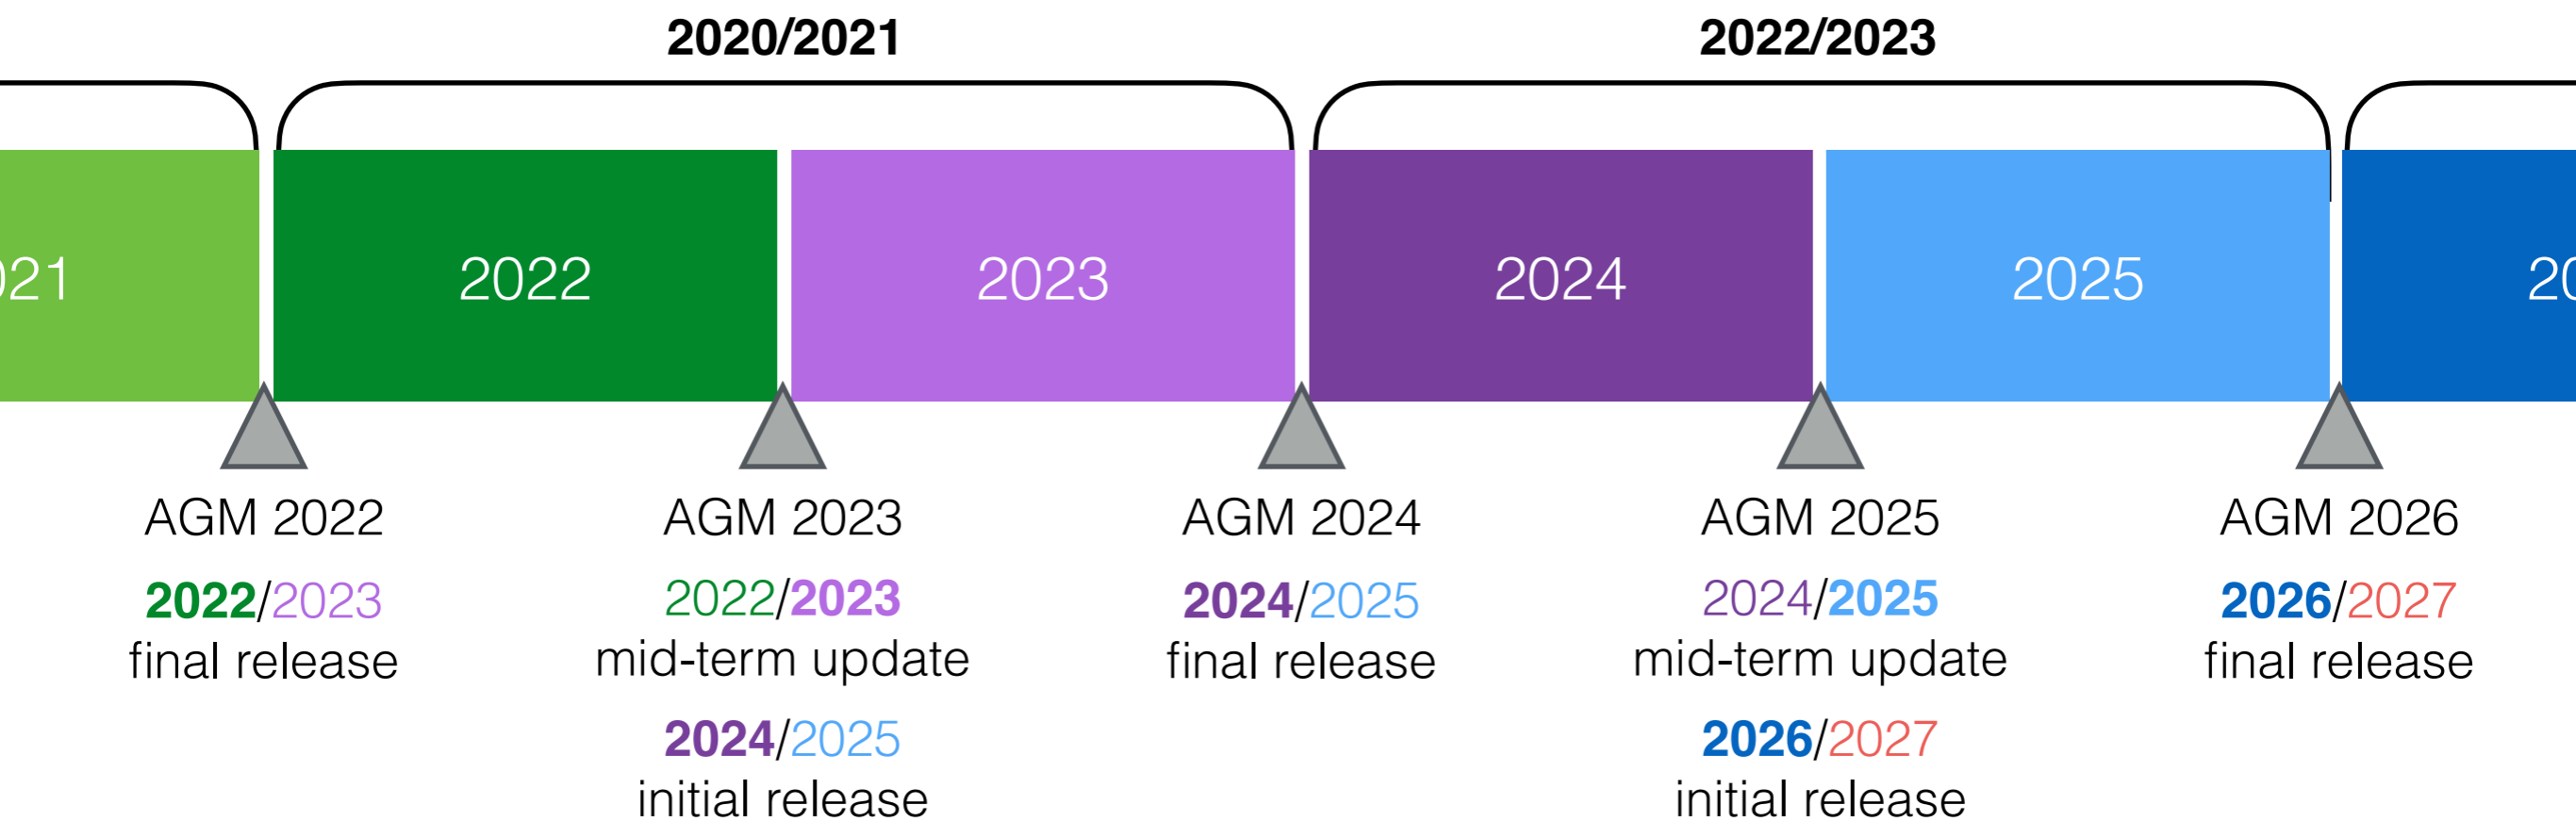 2020/2021
2022/2023
021
2022
2023
2024
2025
20
AGM 2022
2022/2023
final release
AGM 2023
2022/2023
mid-term update
2024/2025
initial release
AGM 2024
2024/2025
final release
AGM 2025
2024/2025
mid-term update
2026/2027
initial release
AGM 2026
2026/2027
final release